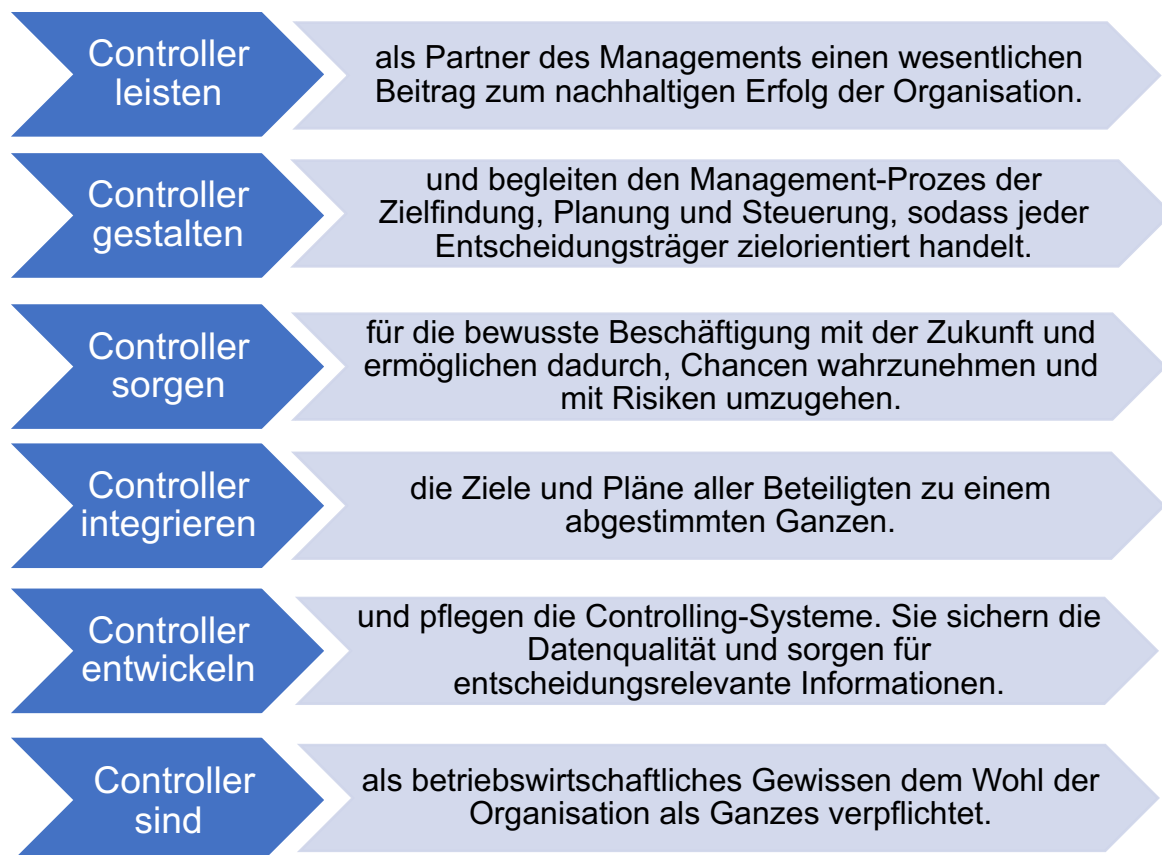 Controller
leisten
als Partner des Managements einen wesentlichen
Beitrag zum nachhaltigen Erfolg der Organisation.
Controller
gestalten
und begleiten den Management-Prozes der
Zielfindung, Planung und Steuerung, sodass jeder
Entscheidungsträger zielorientiert handelt.
Controller
sorgen
für die bewusste Beschäftigung mit der Zukunft und
ermöglichen dadurch, Chancen wahrzunehmen und
mit Risiken umzugehen.
Controller
integrieren
die Ziele und Pläne aller Beteiligten zu einem
abgestimmten Ganzen.
Controller
entwickeln
und pflegen die Controlling-Systeme. Sie sichern die
Datenqualität und sorgen für
entscheidungsrelevante Informationen.
Controller
sind
als betriebswirtschaftliches Gewissen dem Wohl der
Organisation als Ganzes verpflichtet.